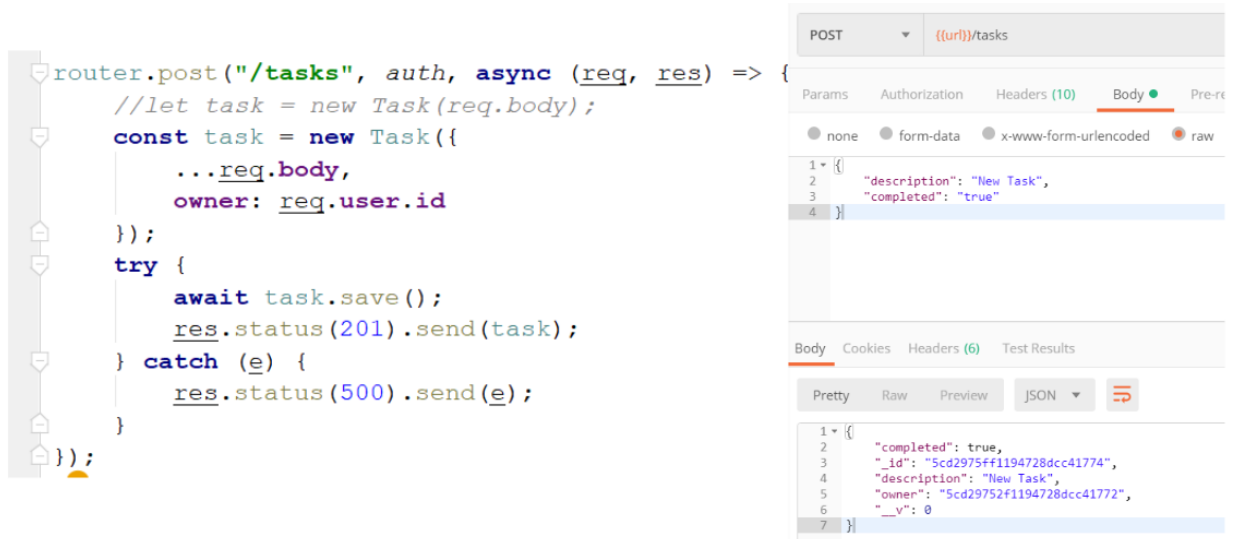 router.post("/tasks", auth, async (req, res) => {
//let task = new Task(req.body);
const task = new Task({
...req.body,
owner: req.user.id
});
try {
await task.save();
res.status(201).send(task);
} catch (e) {
res.status(500).send(e);
}
});
POST {{url}}/tasks
Params Authorization Headers (10) Body Pre-re
none form-data x-www-form-urlencoded raw
1 {
2 "description": "New Task",
3 "completed": "true"
4 }
Body Cookies Headers (6) Test Results
Pretty Raw Preview JSON
1 {
2 "completed": true,
3 "_id": "5cd2975ff1194728dcc41774",
4 "description": "New Task",
5 "owner": "5cd29752f1194728dcc41772",
6 "__v": 0
7 }